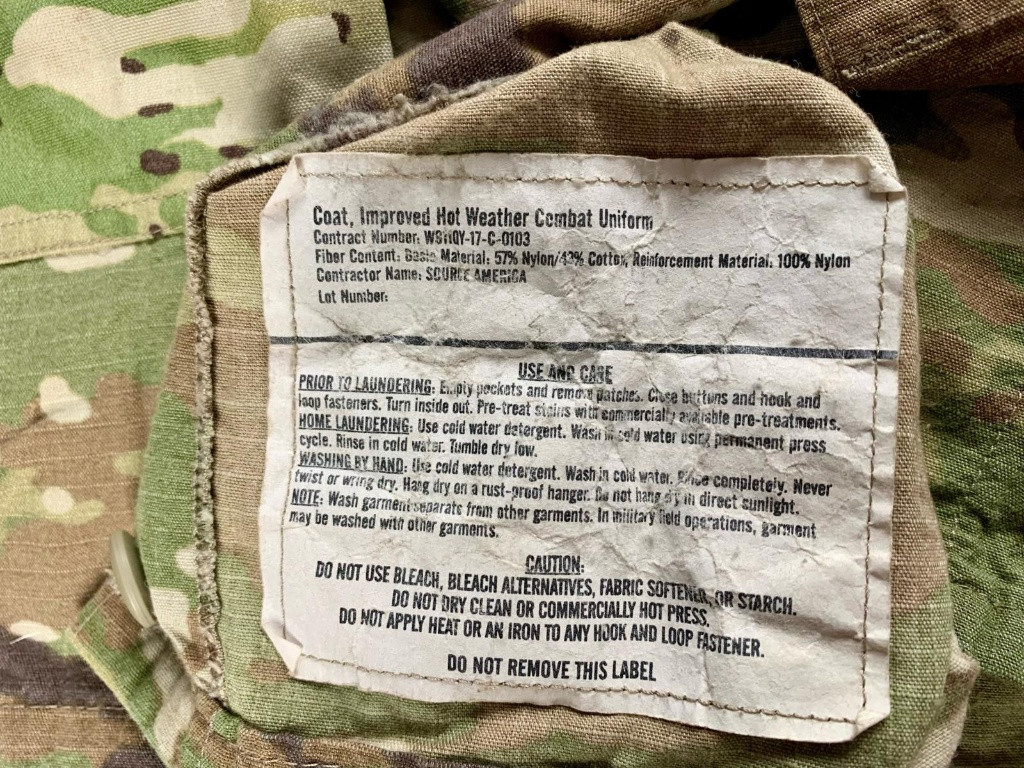 Coat, Improved Hot Weather Combat Uniform
Contract Number: W911QY-17-C-0103
Fiber Content: Basic Material: 57% Nylon/43% Cotton, Reinforcement Material: 100% Nylon
Contractor Name: SOURCE AMERICA
Lot Number:
USE AND CARE
PRIOR TO LAUNDERING: Empty pockets and remove patches. Close buttons and hook and
loop fasteners. Turn inside out. Pre-treat stains with commercially available pre-treatments.
HOME LAUNDERING: Use cold water detergent. Wash in cold water using permanent press
cycle. Rinse in cold water. Tumble dry low.
WASHING BY HAND: Use cold water detergent. Wash in cold water. Rinse completely. Never
twist or wring dry. Hang dry on a rust-proof hanger. Do not hang dry in direct sunlight.
NOTE: Wash garment separate from other garments. In military field operations, garment
may be washed with other garments.
CAUTION:
DO NOT USE BLEACH, BLEACH ALTERNATIVES, FABRIC SOFTENER, OR STARCH.
DO NOT DRY CLEAN OR COMMERCIALLY HOT PRESS.
DO NOT APPLY HEAT OR AN IRON TO ANY HOOK AND LOOP FASTENER.
DO NOT REMOVE THIS LABEL